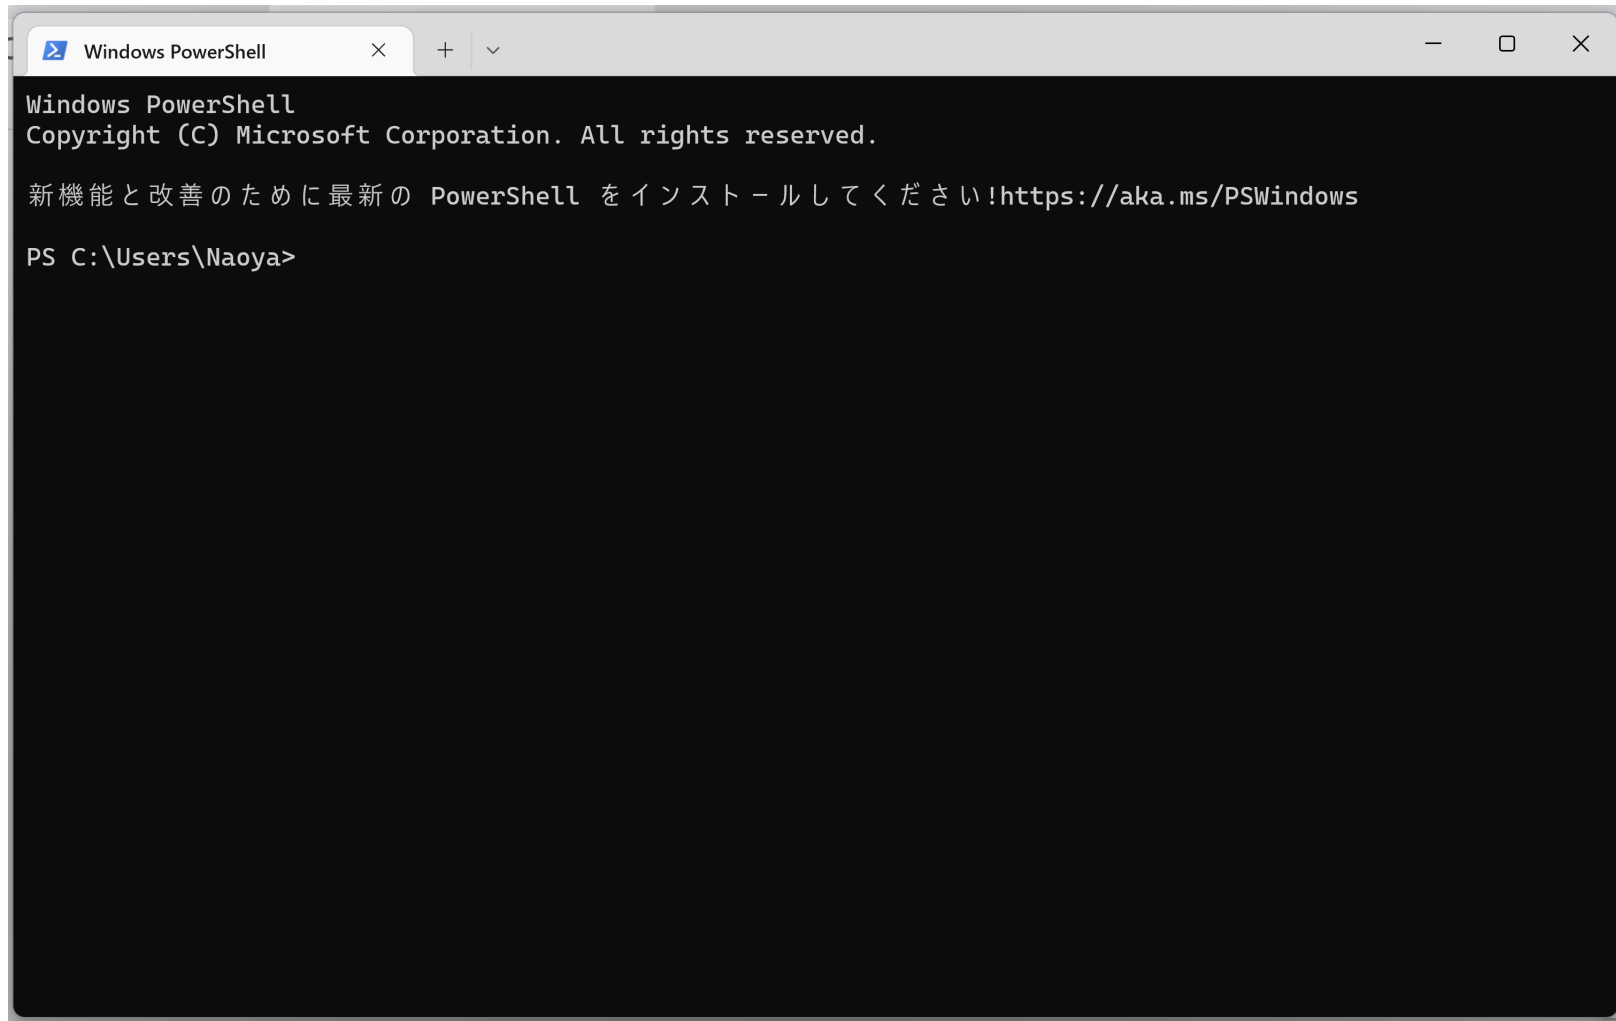 Windows PowerShell
Windows PowerShell
Copyright (C) Microsoft Corporation. All rights reserved.
新機能と改善のために最新の PowerShell をインストールしてください!https://aka.ms/PSWindows
PS C:\Users\Naoya>